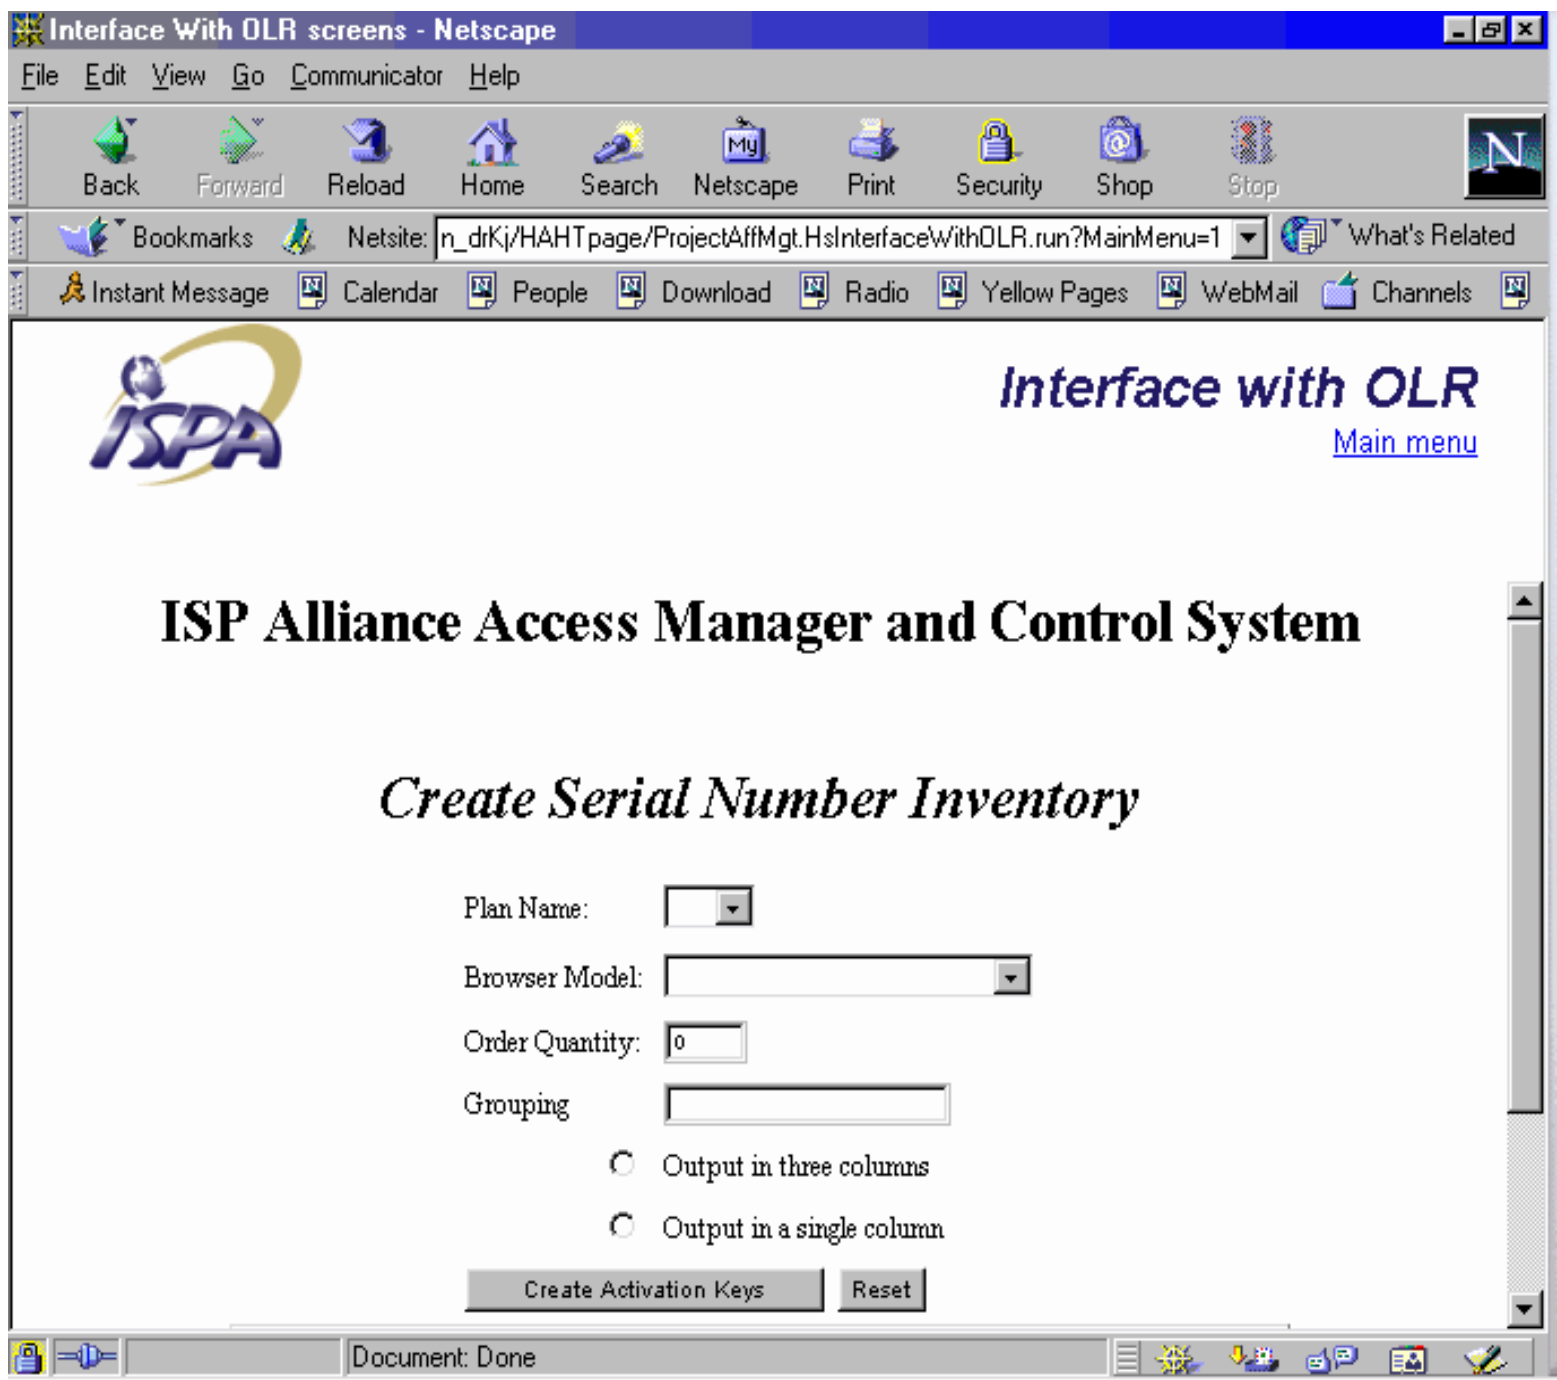 Interface With OLR screens - Netscape
File Edit View Go Communicator Help
My N
Back Forward Reload Home Search Netscape Print Security Shop Stop
Bookmarks Netsite: n_drKj/HAHTpage/ProjectAffMgt.HsInterfaceWithOLR.run?MainMenu=1 What's Related
Instant Message Calendar People Download Radio Yellow Pages WebMail Channels
ISPA
Interface with OLR
Main menu
ISP Alliance Access Manager and Control System
Create Serial Number Inventory
Plan Name:
Browser Model:
Order Quantity: 0
Grouping
Output in three columns
Output in a single column
Create Activation Keys Reset
Document: Done